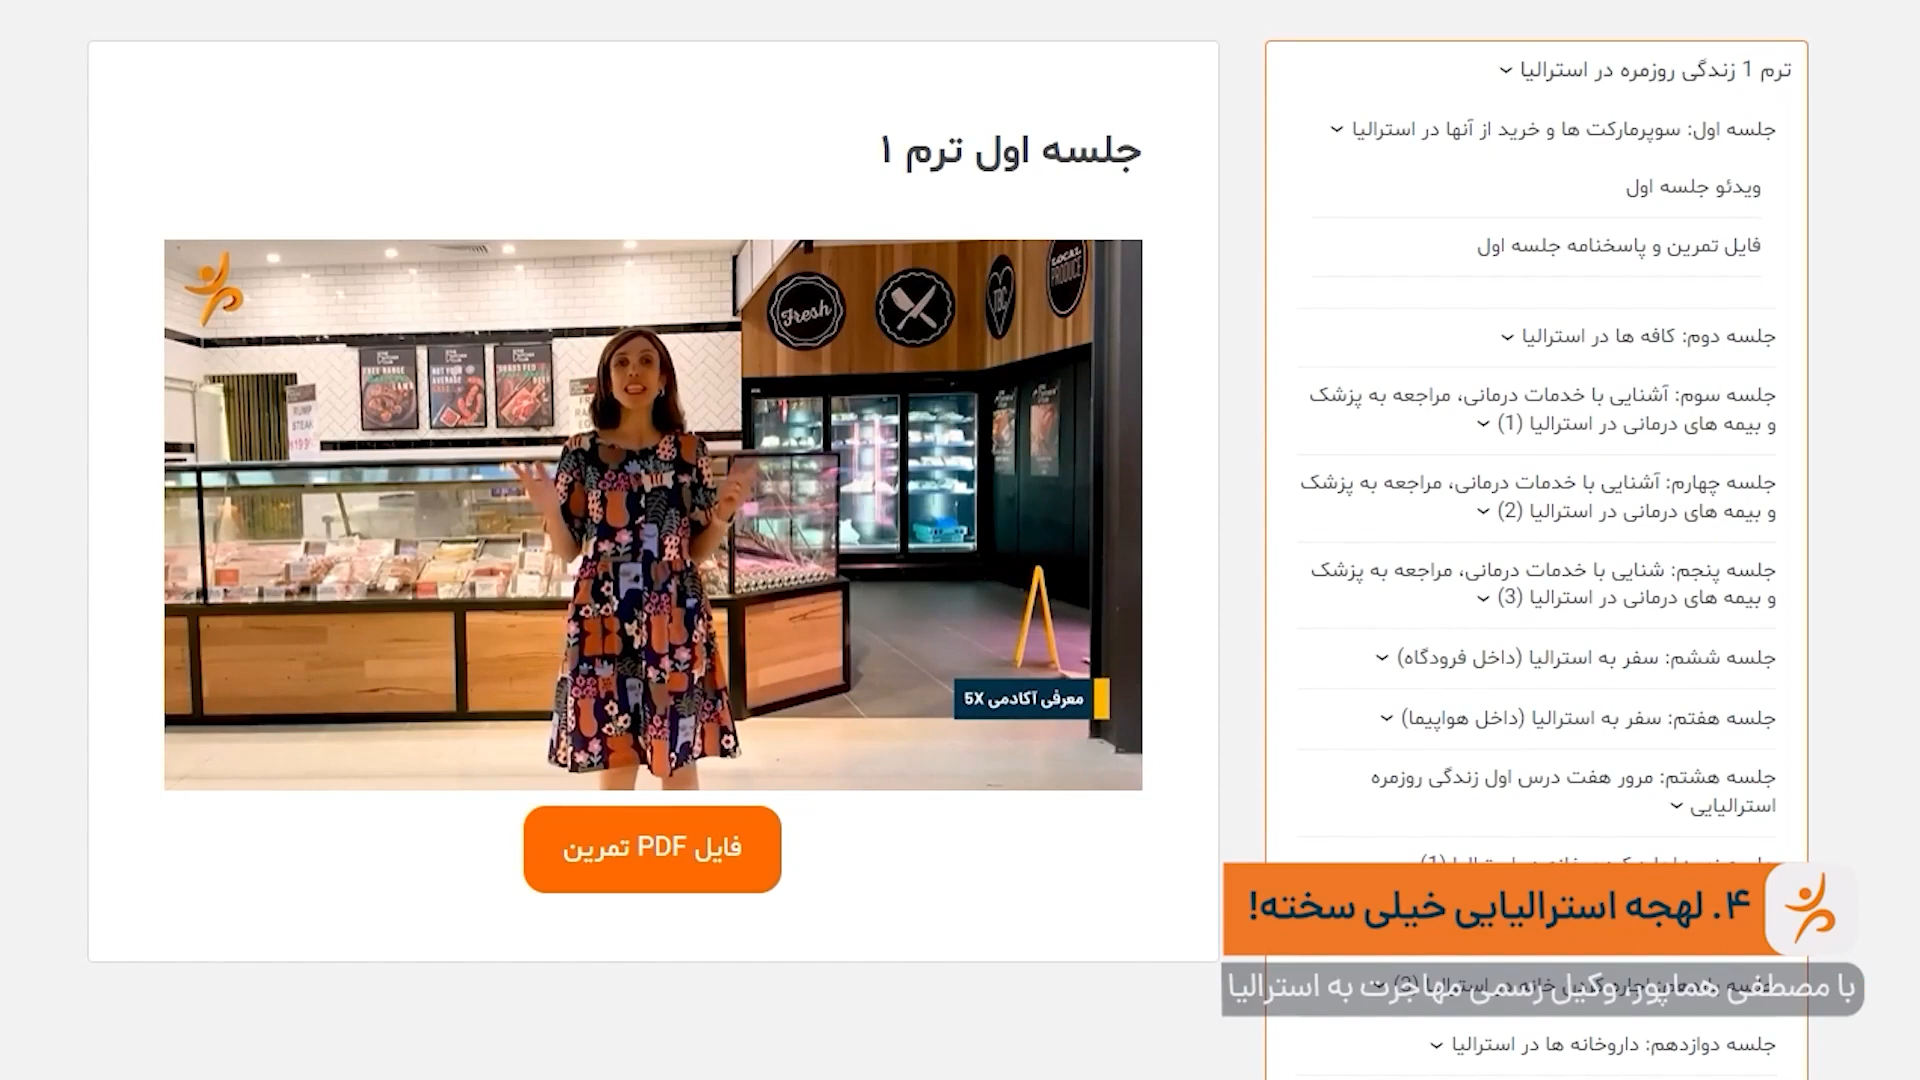 ترم 1 زندگی روزمره در استرالیا
جلسه اول: سوپرمارکت ها و خرید از آنها در استرالیا
ویدئو جلسه اول
فایل تمرین و پاسخنامه جلسه اول
جلسه دوم: کافه ها در استرالیا
جلسه سوم: آشنایی با خدمات درمانی، مراجعه به پزشک
و بیمه های درمانی در استرالیا (1)
جلسه چهارم: آشنایی با خدمات درمانی، مراجعه به پزشک
و بیمه های درمانی در استرالیا (2)
جلسه پنجم: شنایی با خدمات درمانی، مراجعه به پزشک
و بیمه های درمانی در استرالیا (3)
جلسه ششم: سفر به استرالیا (داخل فرودگاه)
جلسه هفتم: سفر به استرالیا (داخل هواپیما)
جلسه هشتم: مرور هفت درس اول زندگی روزمره
استرالیایی
۴. لهجه استرالیایی خیلی سخته!
با مصطفی هماپور، وکیل رسمی مهاجرت به استرالیا
جلسه دوازدهم: داروخانه ها در استرالیا
جلسه اول ترم ۱
Fresh
TBC
LOCAL
PRODUCE
RUMP
STEAK
معرفی آکادمی 5X
فایل PDF تمرین